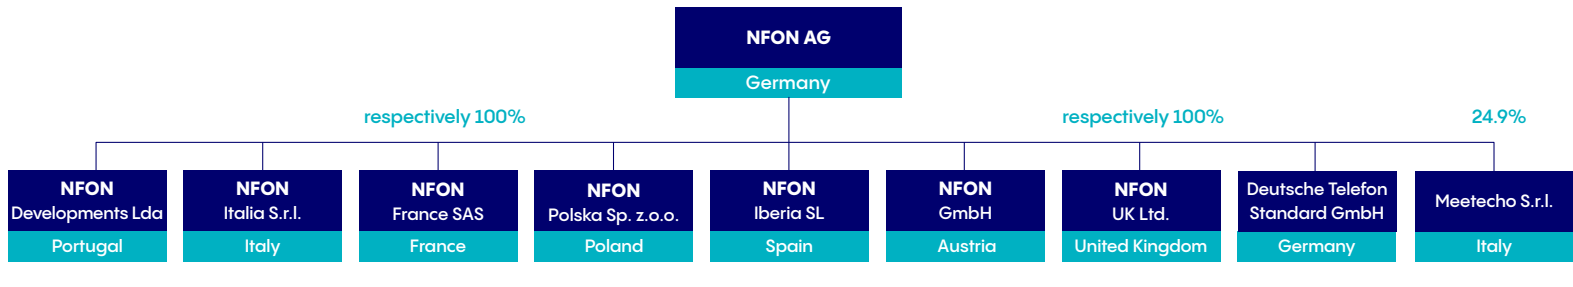 NFON AG
Germany
respectively 100%
respectively 100%
24.9%
NFON
Developments Lda
Portugal
NFON
Italia S.r.l.
Italy
NFON
France SAS
France
NFON
Polska Sp. z.o.o.
Poland
NFON
Iberia SL
Spain
NFON
GmbH
Austria
NFON
UK Ltd.
United Kingdom
Deutsche Telefon
Standard GmbH
Germany
Meetecho S.r.l.
Italy